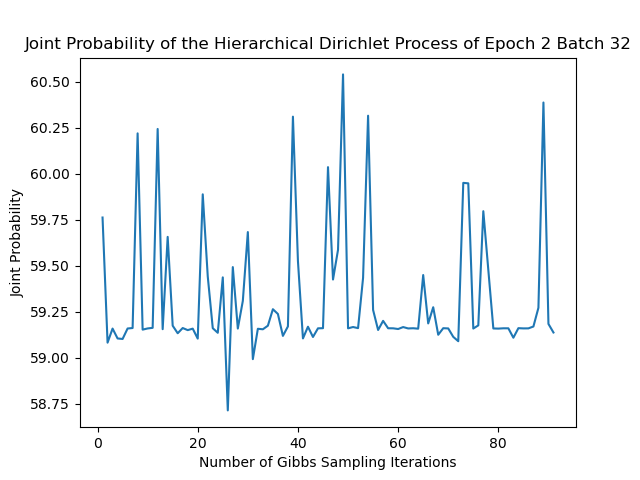 Joint Probability of the Hierarchical Dirichlet Process of Epoch 2 Batch 32
60.50
60.25
60.00
59.75
59.50
59.25
59.00
58.75
Joint Probability
0 20 40 60 80
Number of Gibbs Sampling Iterations